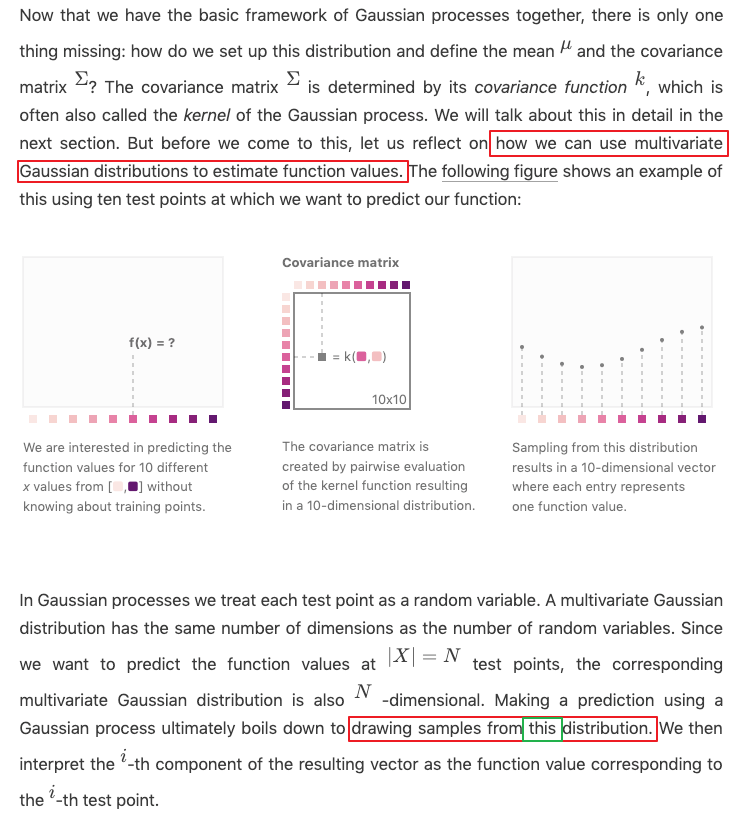 Now that we have the basic framework of Gaussian processes together, there is only one
thing missing: how do we set up this distribution and define the mean μ and the covariance
matrix Σ? The covariance matrix Σ is determined by its covariance function k, which is
often also called the kernel of the Gaussian process. We will talk about this in detail in the
next section. But before we come to this, let us reflect on how we can use multivariate
Gaussian distributions to estimate function values. The following figure shows an example of
this using ten test points at which we want to predict our function:
f(x) = ?
We are interested in predicting the
function values for 10 different
x values from [ , ] without
knowing about training points.
Covariance matrix
= k( , )
10x10
The covariance matrix is
created by pairwise evaluation
of the kernel function resulting
in a 10-dimensional distribution.
Sampling from this distribution
results in a 10-dimensional vector
where each entry represents
one function value.
In Gaussian processes we treat each test point as a random variable. A multivariate Gaussian
distribution has the same number of dimensions as the number of random variables. Since
we want to predict the function values at |X| = N test points, the corresponding
multivariate Gaussian distribution is also N -dimensional. Making a prediction using a
Gaussian process ultimately boils down to drawing samples from this distribution. We then
interpret the i-th component of the resulting vector as the function value corresponding to
the i-th test point.